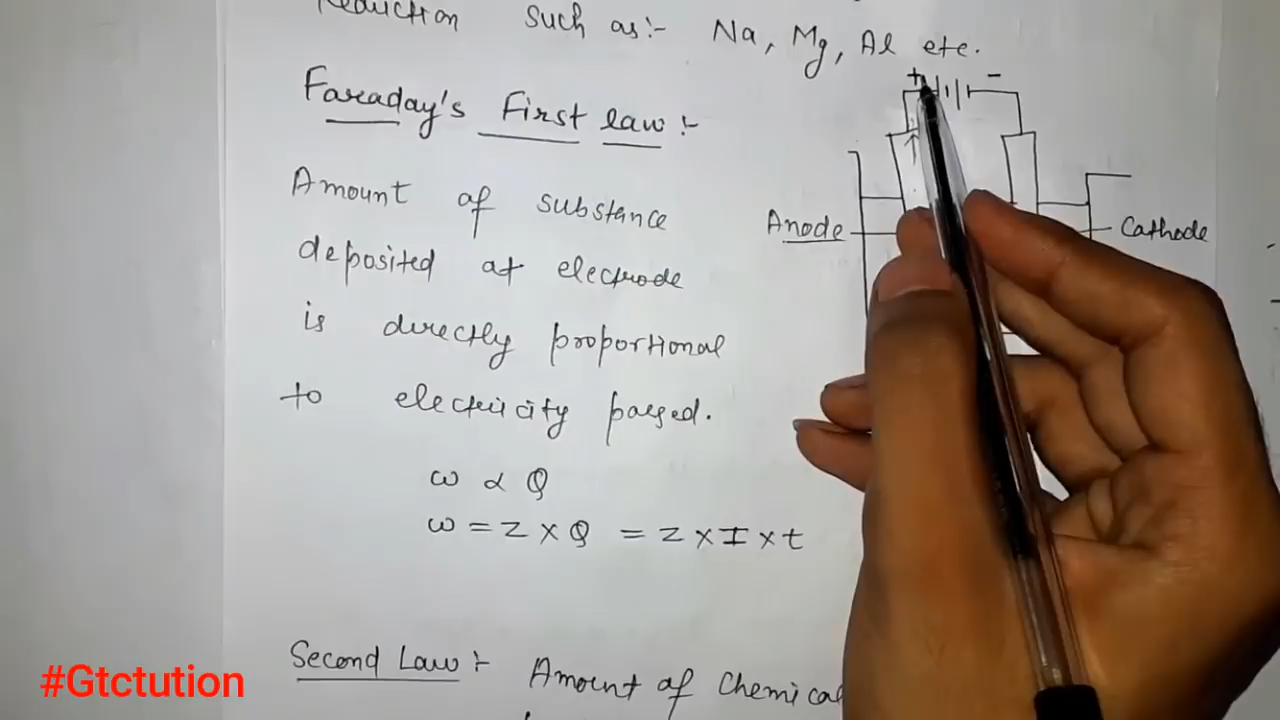 Reduction such as:- Na, Mg, Al etc.
+ -
Faraday's First law :-
Anode
Cathode
Amount of substance
deposited at electrode
is directly proportional
to electricity passed.
w ∝ Q
w = Z × Q = Z × I × t
Second Law :- Amount of Chemical
#Gtctution